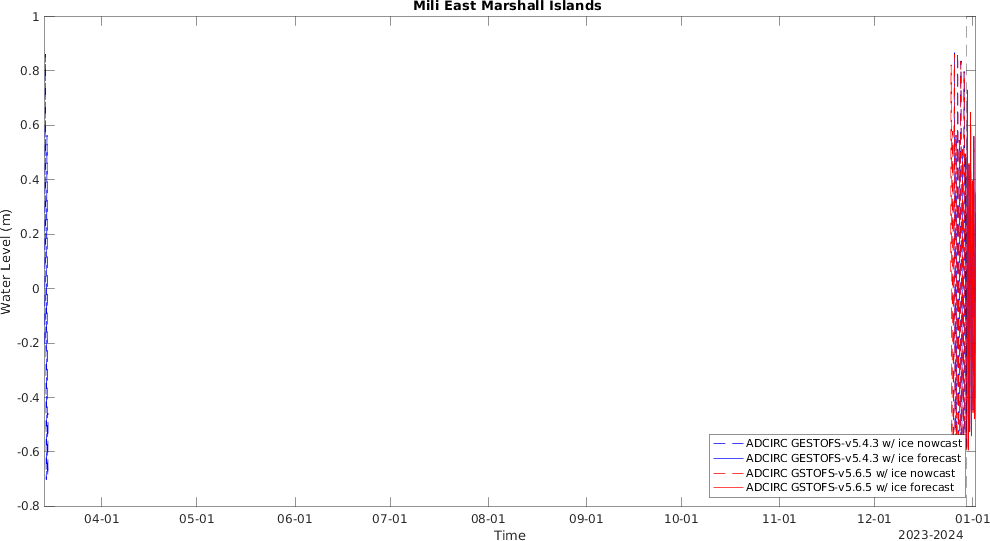 Mili East Marshall Islands
1
0.8
0.6
0.4
0.2
0
-0.2
-0.4
-0.6
-0.8
Water Level (m)
ADCIRC GESTOFS-v5.4.3 w/ ice nowcast
ADCIRC GESTOFS-v5.4.3 w/ ice forecast
ADCIRC GSTOFS-v5.6.5 w/ ice nowcast
ADCIRC GSTOFS-v5.6.5 w/ ice forecast
04-01 05-01 06-01 07-01 08-01 09-01 10-01 11-01 12-01 01-01
Time
2023-2024